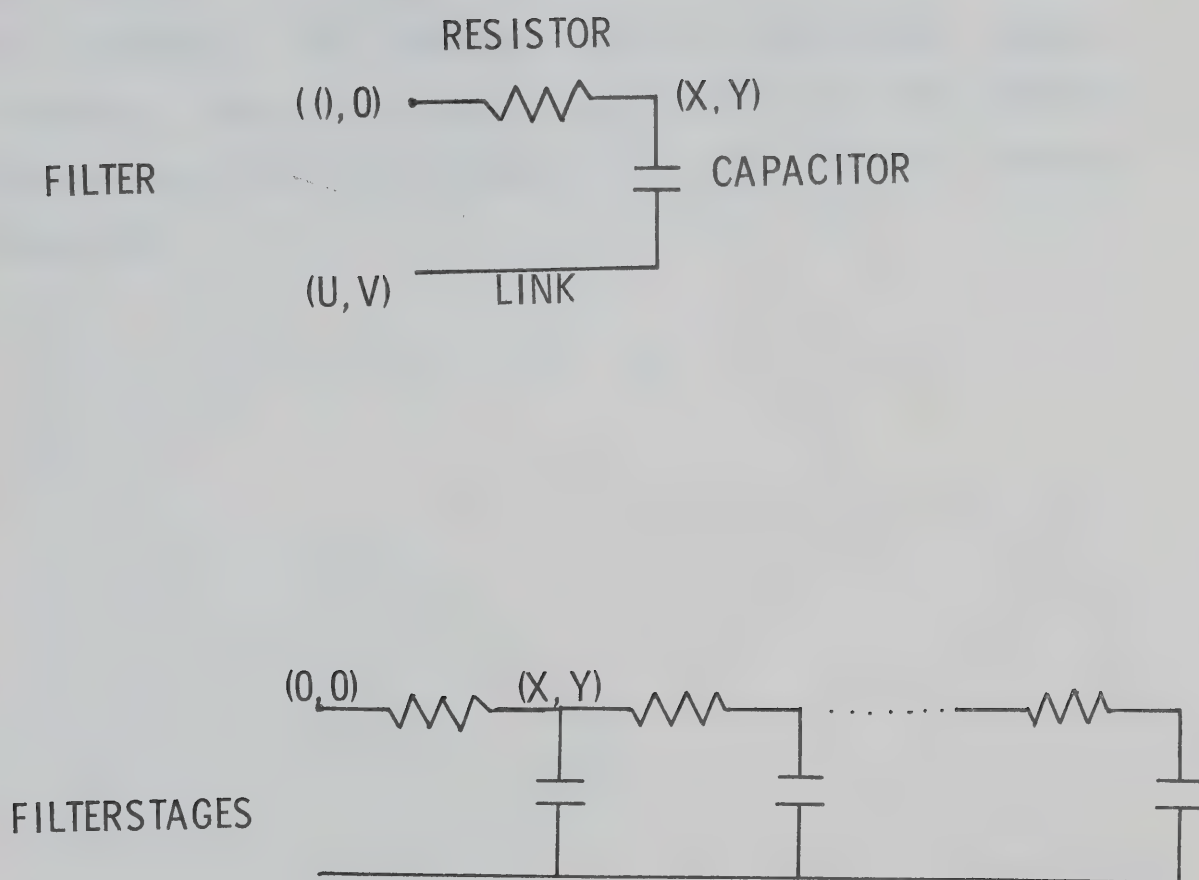 RESISTOR
((),0) (X,Y)
FILTER
CAPACITOR
(U,V) LINK
(0,0) (X,Y)
FILTERSTAGES